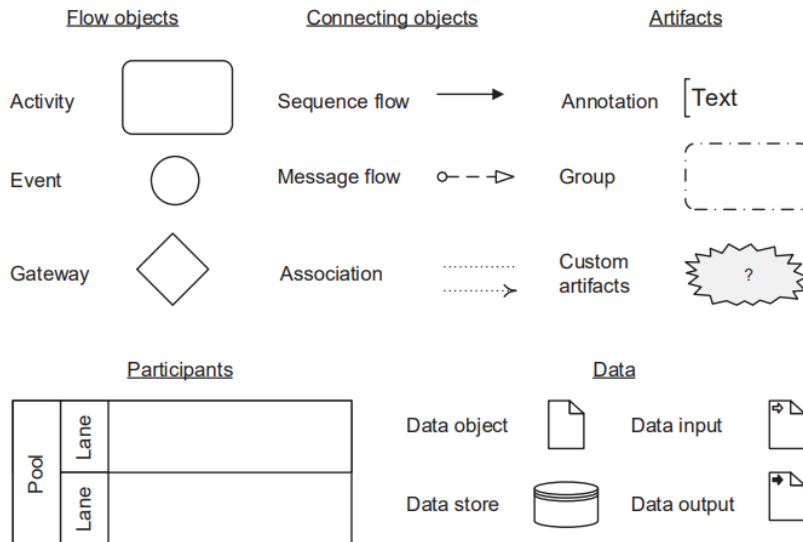 Flow objects
Connecting objects
Artifacts
Activity
Sequence flow
Annotation
Text
Event
Message flow
Group
Gateway
Association
Custom
artifacts
?
Participants
Data
Pool
Lane
Lane
Data object
Data input
Data store
Data output